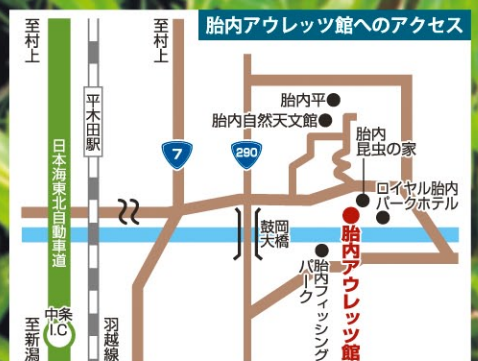 胎内アウレッツ館へのアクセス
至村上
至村上
平木田駅
日本海東北自動車道
7
290
胎内平
胎内自然天文館
胎内
昆虫の家
ロイヤル胎内
パークホテル
鼓岡
大橋
胎内アウレッツ館
胎内フィッシング
パーク
中条
I.C
至新潟
羽越線